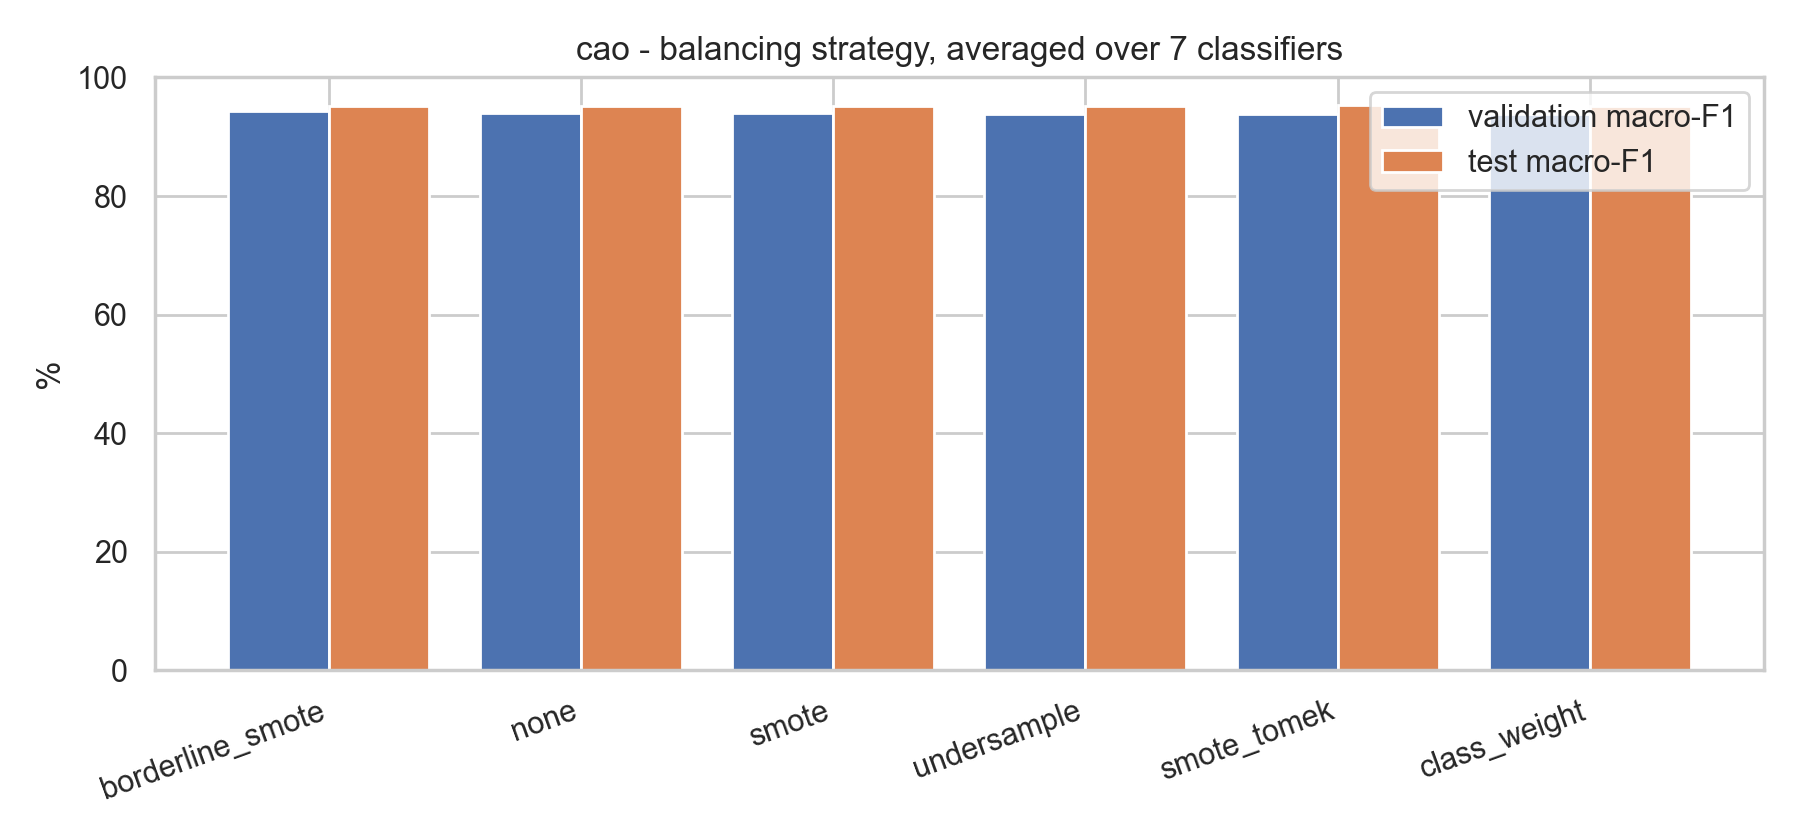 cao - balancing strategy, averaged over 7 classifiers
100
80
60
40
20
0
%
validation macro-F1
test macro-F1
borderline_smote
none
smote
undersample
smote_tomek
class_weight